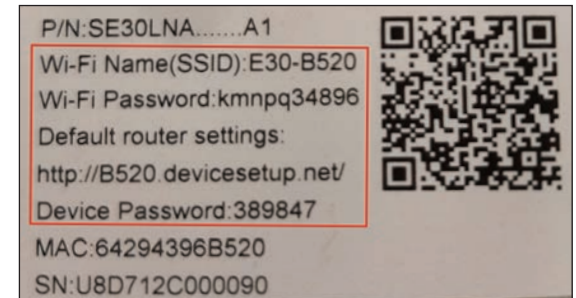 P/N:SE30LNA.......A1
Wi-Fi Name(SSID):E30-B520
Wi-Fi Password:kmnpq34896
Default router settings:
http://B520.devicesetup.net/
Device Password:389847
MAC:64294396B520
SN:U8D712C000090